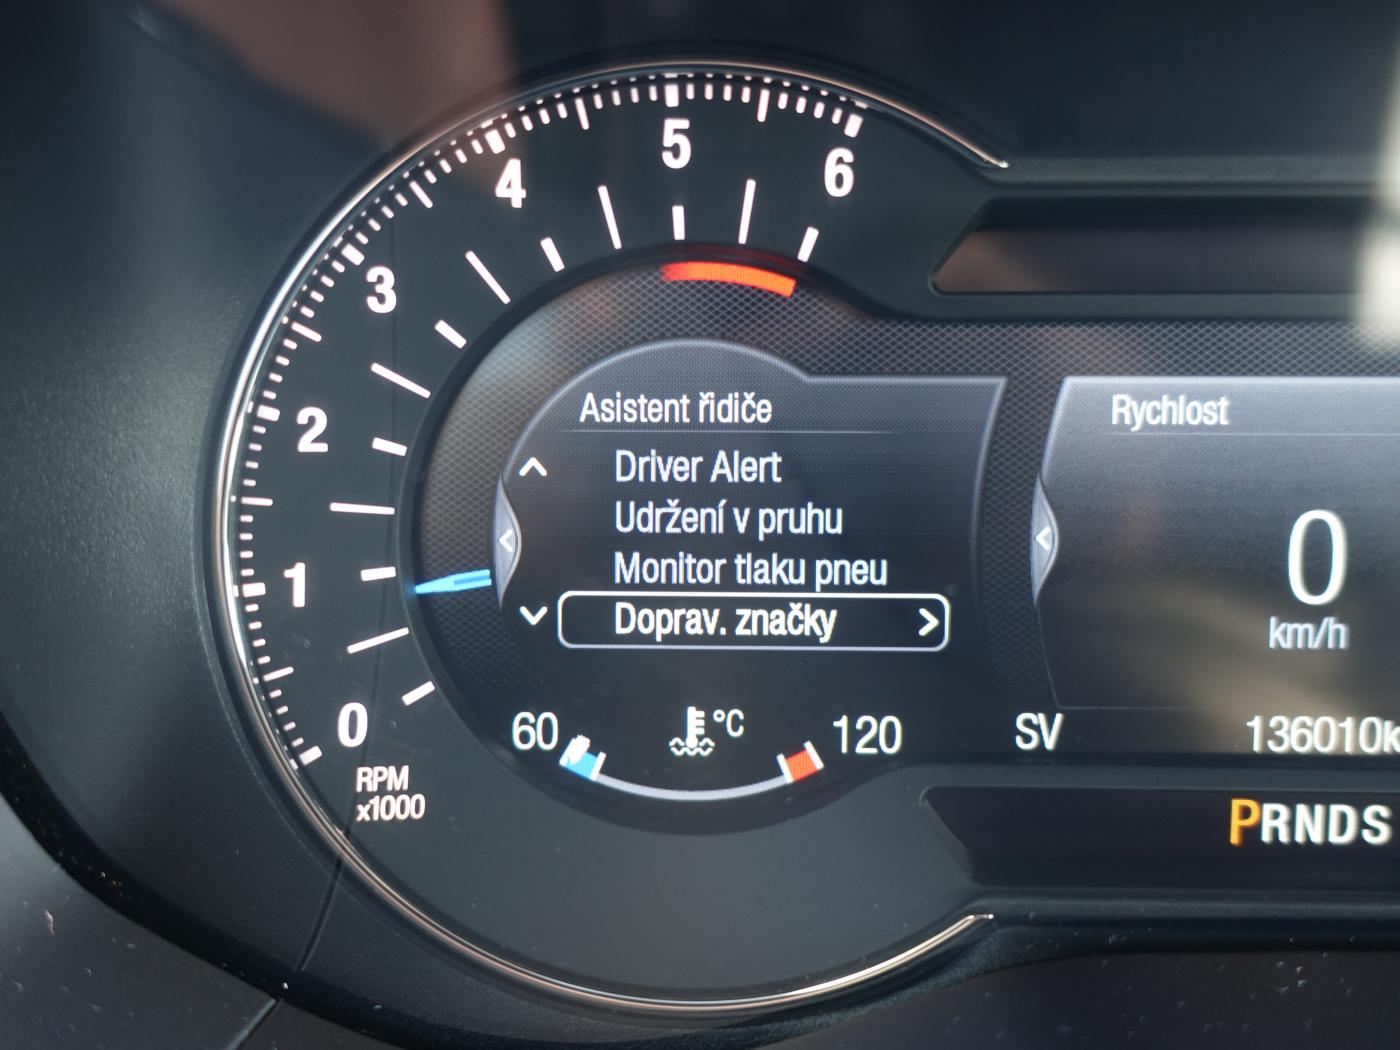 0
1
2
3
4
5
6
RPM
x1000
Asistent řidiče
Driver Alert
Udržení v pruhu
Monitor tlaku pneu
Doprav. značky
60
°C
120
Rychlost
0
km/h
SV
136010k
PRNDS